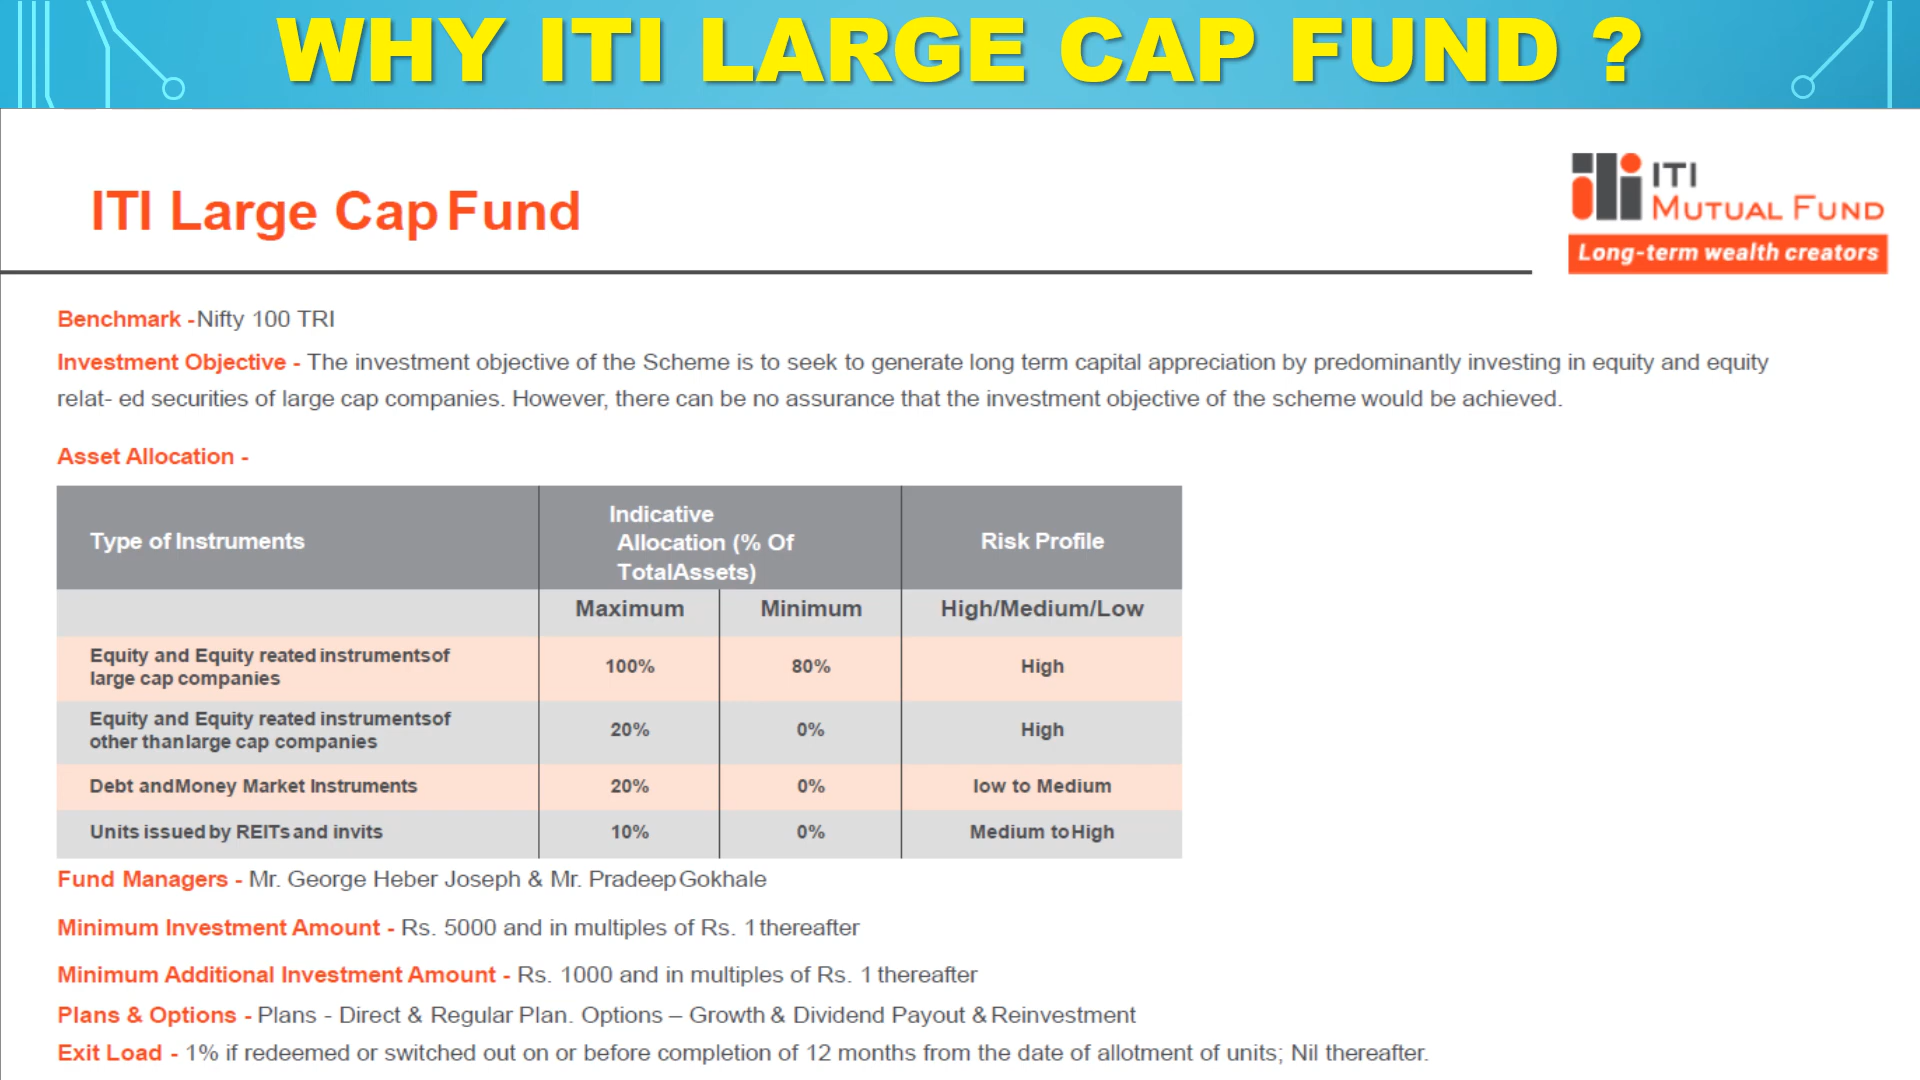 WHY ITI LARGE CAP FUND ?
ITI Large Cap Fund
ITI
MUTUAL FUND
Long-term wealth creators
Benchmark -Nifty 100 TRI
Investment Objective - The investment objective of the Scheme is to seek to generate long term capital appreciation by predominantly investing in equity and equity
relat- ed securities of large cap companies. However, there can be no assurance that the investment objective of the scheme would be achieved.
Asset Allocation -
Type of Instruments
Indicative
Allocation (% Of
TotalAssets)
Risk Profile
Maximum Minimum High/Medium/Low
Equity and Equity reated instrumentsof
large cap companies
100% 80% High
Equity and Equity reated instrumentsof
other thanlarge cap companies
20% 0% High
Debt andMoney Market Instruments 20% 0% low to Medium
Units issued by REITs and invits 10% 0% Medium to High
Fund Managers - Mr. George Heber Joseph & Mr. Pradeep Gokhale
Minimum Investment Amount - Rs. 5000 and in multiples of Rs. 1 thereafter
Minimum Additional Investment Amount - Rs. 1000 and in multiples of Rs. 1 thereafter
Plans & Options - Plans - Direct & Regular Plan. Options – Growth & Dividend Payout & Reinvestment
Exit Load - 1% if redeemed or switched out on or before completion of 12 months from the date of allotment of units; Nil thereafter.